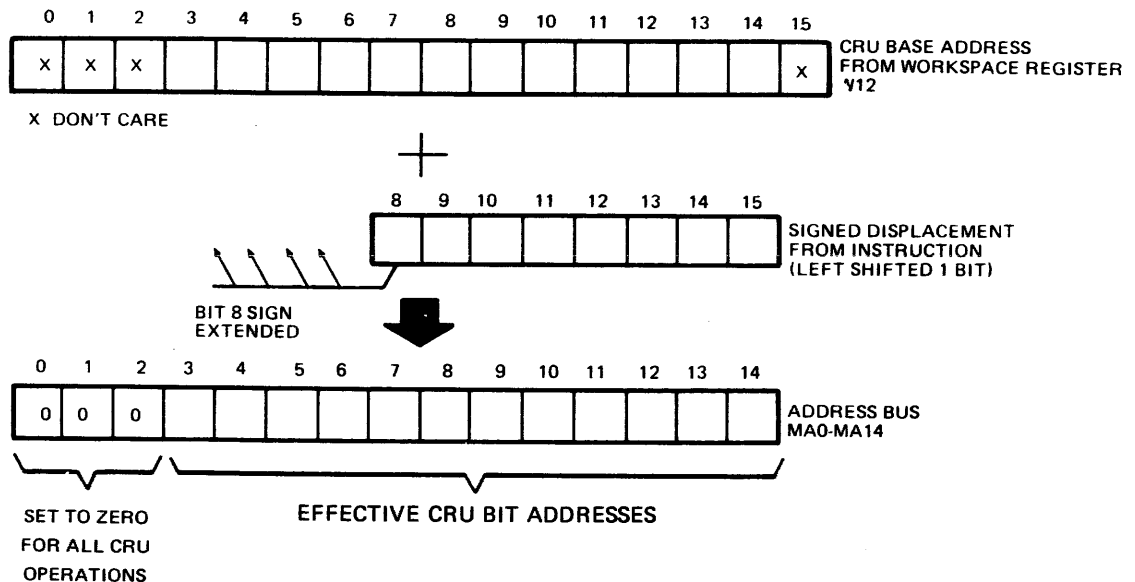 0 1 2 3 4 5 6 7 8 9 10 11 12 13 14 15
X X X X
CRU BASE ADDRESS
FROM WORKSPACE REGISTER
12
X DON'T CARE
+
8 9 10 11 12 13 14 15
SIGNED DISPLACEMENT
FROM INSTRUCTION
(LEFT SHIFTED 1 BIT)
BIT 8 SIGN
EXTENDED
0 1 2 3 4 5 6 7 8 9 10 11 12 13 14
0 0 0
ADDRESS BUS
MA0-MA14
SET TO ZERO
FOR ALL CRU
OPERATIONS
EFFECTIVE CRU BIT ADDRESSES